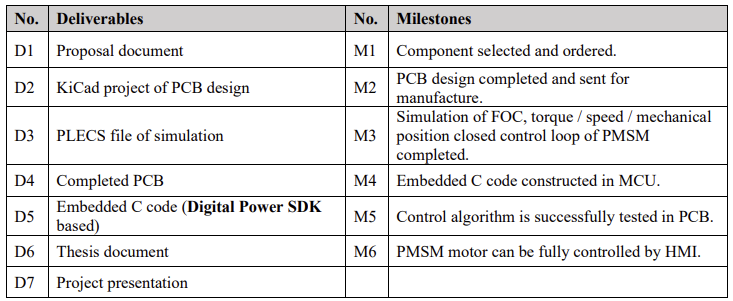 No. Deliverables No. Milestones
D1 Proposal document M1 Component selected and ordered.
D2 KiCad project of PCB design M2 PCB design completed and sent for
manufacture.
D3 PLECS file of simulation M3 Simulation of FOC, torque / speed / mechanical
position closed control loop of PMSM
completed.
D4 Completed PCB M4 Embedded C code constructed in MCU.
D5 Embedded C code (Digital Power SDK
based) M5 Control algorithm is successfully tested in PCB.
D6 Thesis document M6 PMSM motor can be fully controlled by HMI.
D7 Project presentation